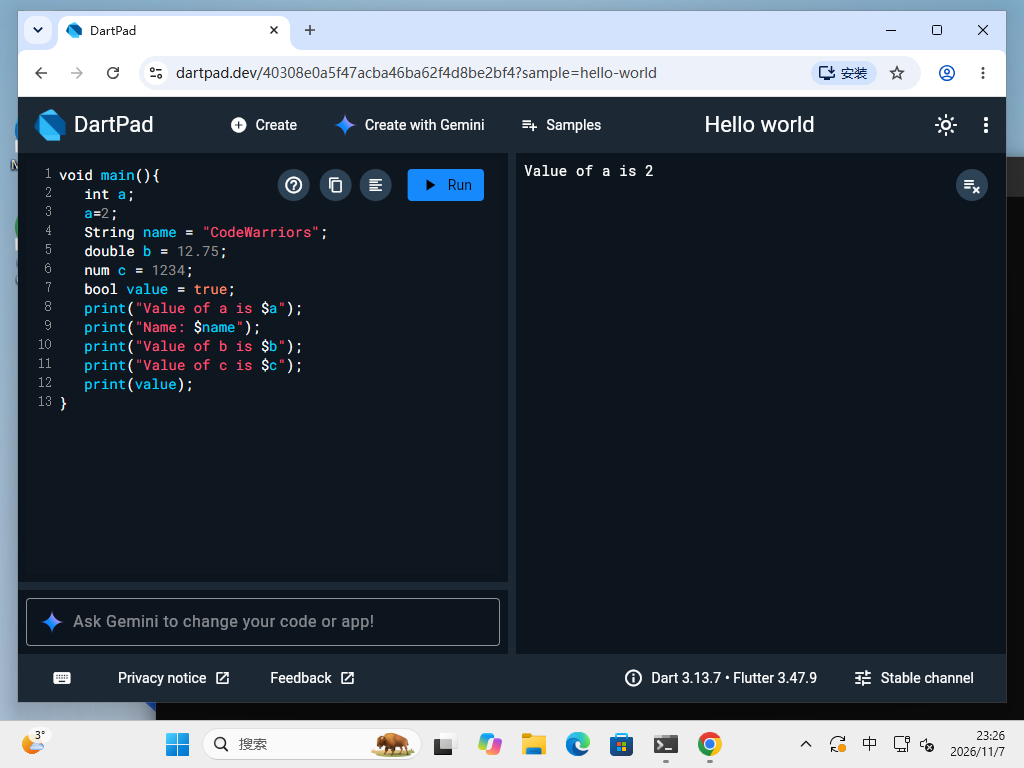 DartPad
dartpad.dev/40308e0a5f47acba46ba62f4d8be2bf4?sample=hello-world
安装
DartPad
Create
Create with Gemini
Samples
Hello world
1 void main(){
2 int a;
3 a=2;
4 String name = "CodeWarriors";
5 double b = 12.75;
6 num c = 1234;
7 bool value = true;
8 print("Value of a is $a");
9 print("Name: $name");
10 print("Value of b is $b");
11 print("Value of c is $c");
12 print(value);
13 }
Run
Value of a is 2
Ask Gemini to change your code or app!
Privacy notice
Feedback
Dart 3.13.7 • Flutter 3.47.9
Stable channel
3°
搜索
中
23:26
2026/11/7